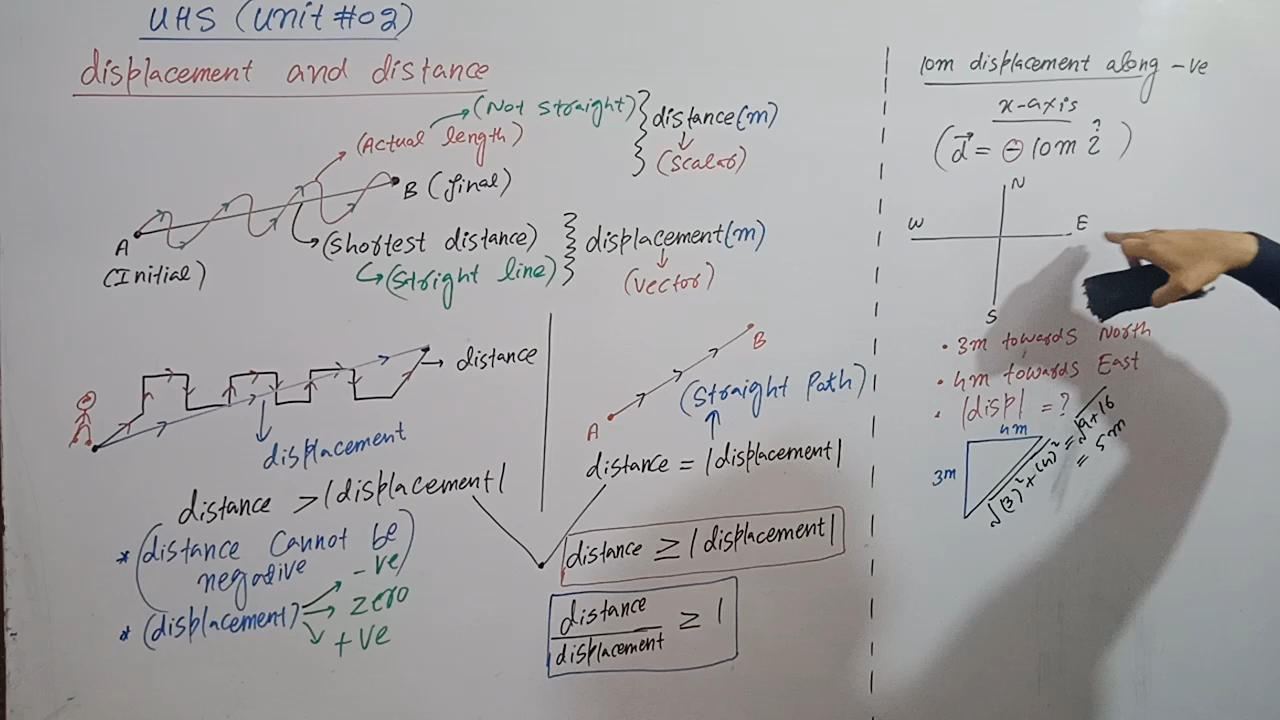 UHS (Unit #02)
displacement and distance
(Not Straight)
(Actual length)
distance(m)
(Scalar)
A
(Initial)
B (final)
(Shortest distance)
(Stright line)
displacement(m)
(vector)
distance
displacement
distance > |displacement|
* (distance cannot be
negative)
* (displacement)
-ve
zero
+ve
A
B
(Straight Path)
distance = |displacement|
distance ≥ |displacement|
distance
displacement
≥ 1
10m displacement along -ve
x-axis
(d⃗ = ⊖ 10m î ?)
N
W
E
S
• 3m towards North
• 4m towards East
• |disp| = ?
4m
3m
√(3)² + (4)² = √9+16
= 5m